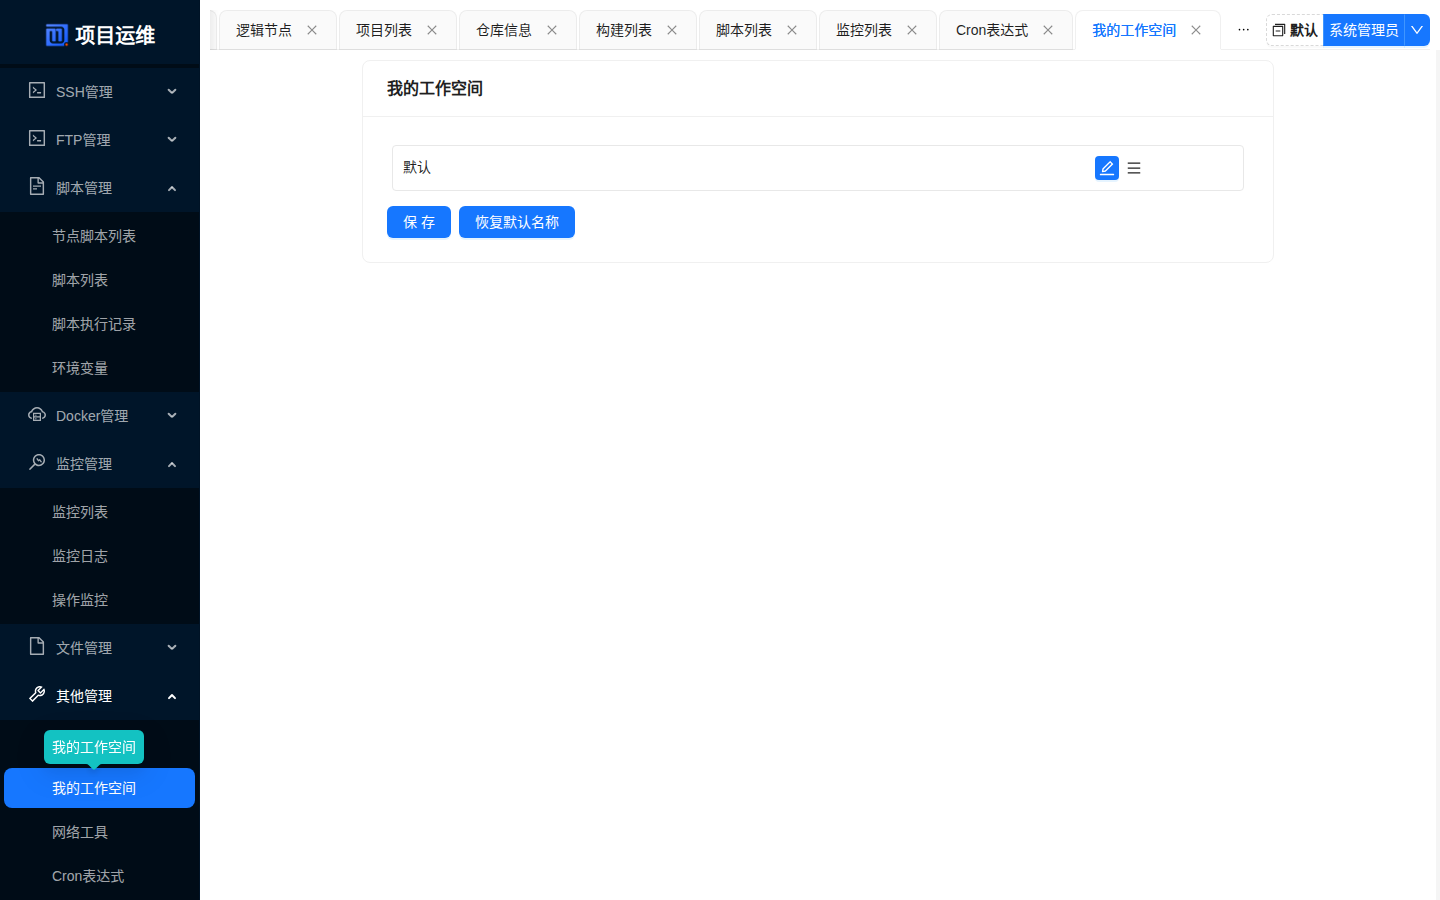 项目运维
SSH管理
FTP管理
脚本管理
节点脚本列表
脚本列表
脚本执行记录
环境变量
Docker管理
监控管理
监控列表
监控日志
操作监控
文件管理
其他管理
我的工作空间
我的工作空间
网络工具
Cron表达式
逻辑节点 项目列表 仓库信息 构建列表 脚本列表 监控列表 Cron表达式 我的工作空间 ··· 默认 系统管理员
我的工作空间
默认
保 存 恢复默认名称